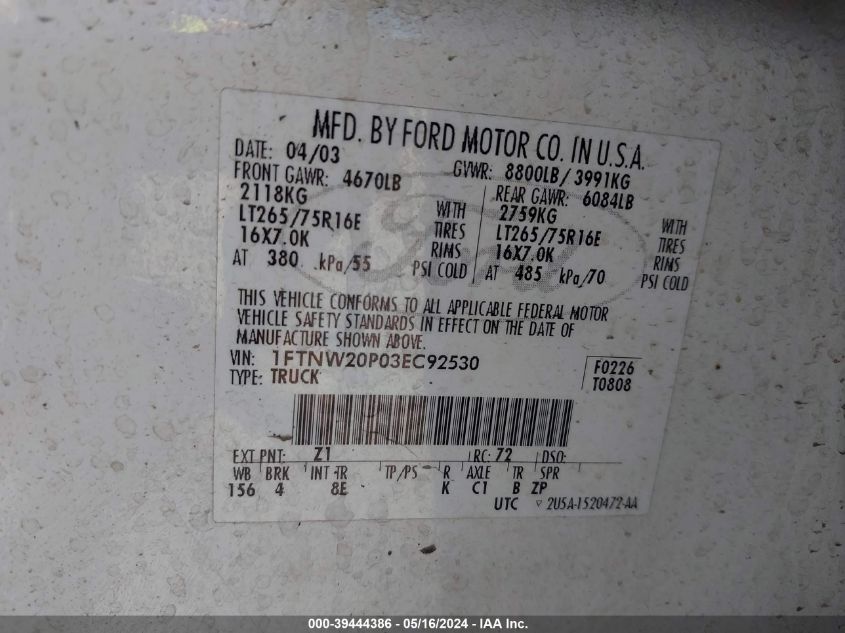 MFD. BY FORD MOTOR CO. IN U.S.A.
DATE: 04/03 GVWR: 8800LB/ 3991KG
FRONT GAWR: 4670LB REAR GAWR: 6084LB
2118KG 2759KG
LT265/75R16E WITH TIRES LT265/75R16E WITH TIRES
16X7.0K RIMS 16X7.0K RIMS
AT 380 kPa/55 PSI COLD AT 485 kPa/70 PSI COLD
Ford
THIS VEHICLE CONFORMS TO ALL APPLICABLE FEDERAL MOTOR
VEHICLE SAFETY STANDARDS IN EFFECT ON THE DATE OF
MANUFACTURE SHOWN ABOVE.
VIN: 1FTNW20P03EC92530 F0226
TYPE: TRUCK T0808
EXT PNT: Z1 RC: 72 DSO:
WB BRK INT TR TP/PS R AXLE TR SPR
156 4 8E K C1 B ZP
UTC ▿ 2U5A-1520472-AA
000-39444386 - 05/16/2024 - IAA Inc.